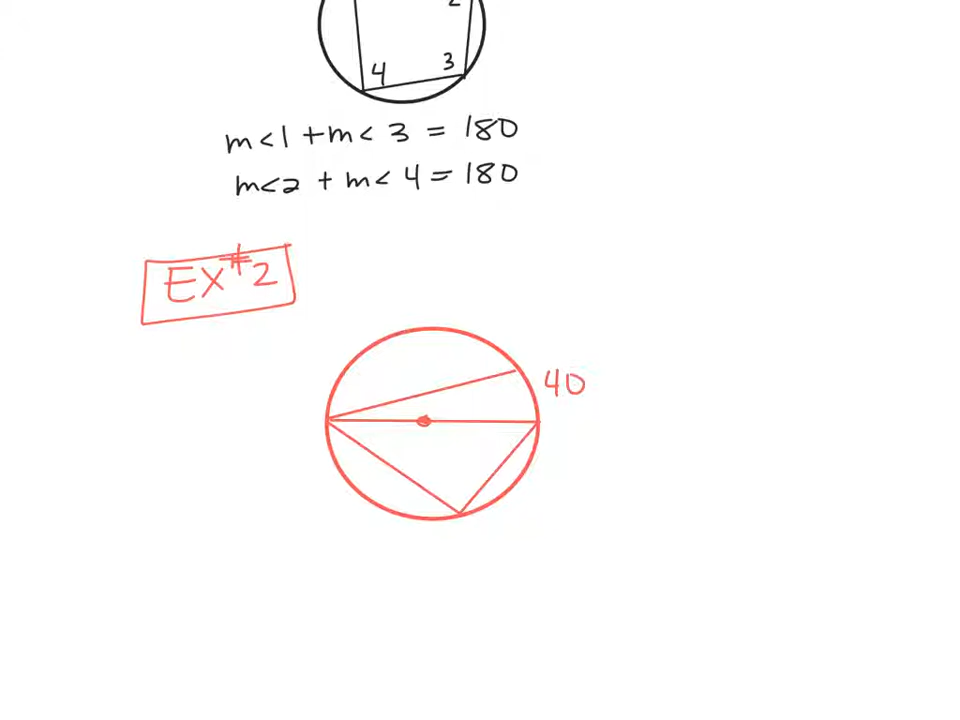 2
4 3
m<1 + m< 3 = 180
m<2 + m< 4 = 180
EX#2
40